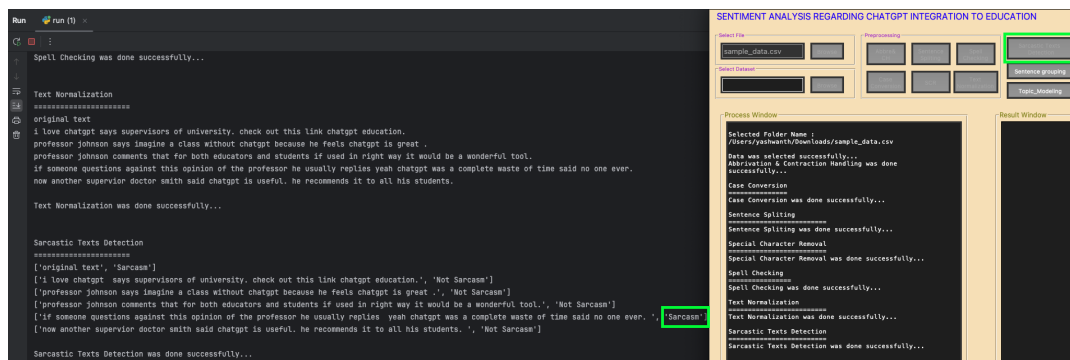 Run
run (1)
Spell Checking was done successfully...
Text Normalization
======================
original text
i love chatgpt says supervisors of university. check out this link chatgpt education.
professor johnson says imagine a class without chatgpt because he feels chatgpt is great .
professor johnson comments that for both educators and students if used in right way it would be a wonderful tool.
if someone questions against this opinion of the professor he usually replies yeah chatgpt was a complete waste of time said no one ever.
now another supervior doctor smith said chatgpt is useful. he recommends it to all his students.
Text Normalization was done successfully...
Sarcastic Texts Detection
======================
['original text', 'Sarcasm']
['i love chatgpt  says supervisors of university. check out this link chatgpt education.', 'Not Sarcasm']
['professor johnson says imagine a class without chatgpt because he feels chatgpt is great .', 'Not Sarcasm']
['professor johnson comments that for both educators and students if used in right way it would be a wonderful tool.', 'Not Sarcasm']
['if someone questions against this opinion of the professor he usually replies  yeah chatgpt was a complete waste of time said no one ever. ', 'Sarcasm']
['now another supervior doctor smith said chatgpt is useful. he recommends it to all his students. ', 'Not Sarcasm']
Sarcastic Texts Detection was done successfully...
SENTIMENT ANALYSIS REGARDING CHATGPT INTEGRATION TO EDUCATION
Select File
sample_data.csv
Select Dataset
Preprocessing
Sentence grouping
Topic_Modeling
Process Window
Selected Folder Name :
/Users/yashwanth/Downloads/sample_data.csv
Data was selected successfully...
Abbrivation & Contraction Handling was done
successfully...
Case Conversion
===============
Case Conversion was done successfully...
Sentence Spliting
=========================
Sentence Spliting was done successfully...
Special Character Removal
=========================
Special Character Removal was done successfully...
Spell Checking
================
Spell Checking was done successfully...
Text Normalization
=========================
Text Normalization was done successfully...
Sarcastic Texts Detection
=========================
Sarcastic Texts Detection was done successfully...
Result Window